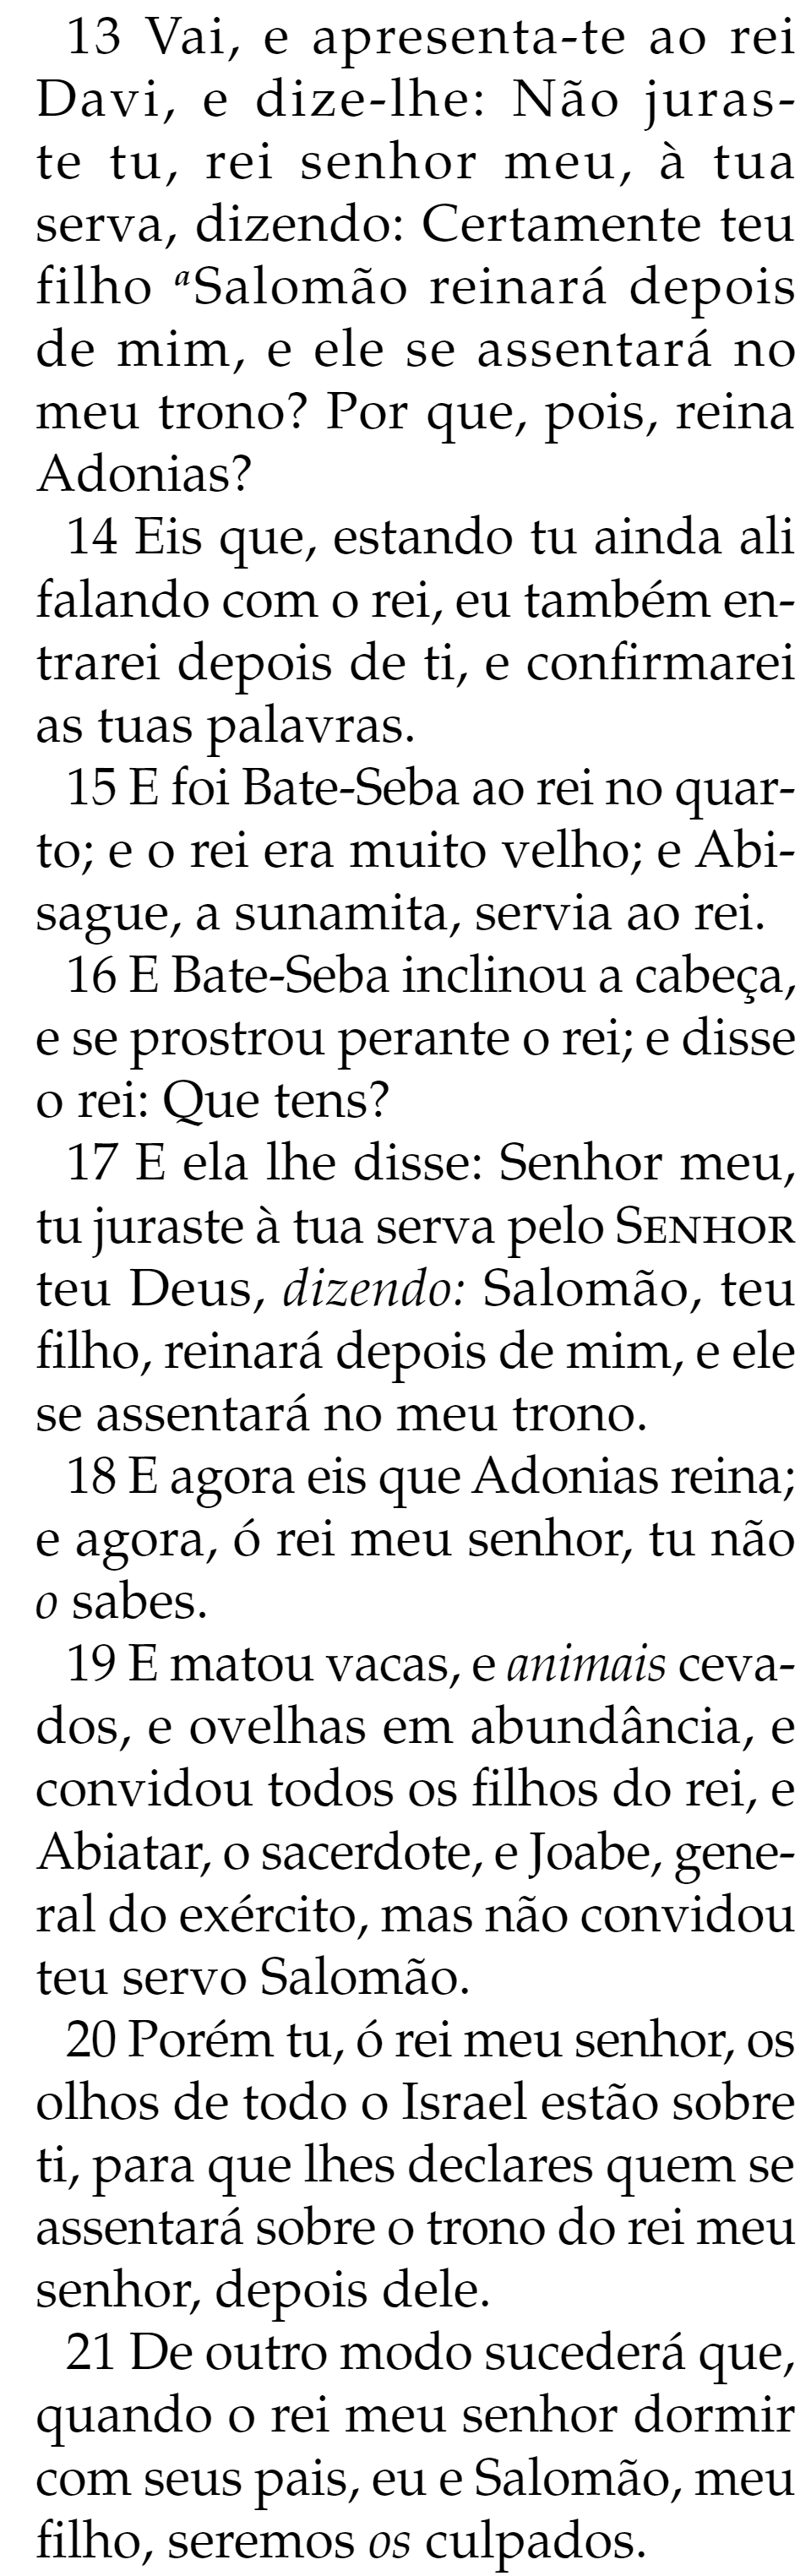 13 Vai, e apresenta-te ao rei
Davi, e dize-lhe: Não juras-
te tu, rei senhor meu, à tua
serva, dizendo: Certamente teu
filho ᵃSalomão reinará depois
de mim, e ele se assentará no
meu trono? Por que, pois, reina
Adonias?
14 Eis que, estando tu ainda ali
falando com o rei, eu também en-
trarei depois de ti, e confirmarei
as tuas palavras.
15 E foi Bate-Seba ao rei no quar-
to; e o rei era muito velho; e Abi-
sague, a sunamita, servia ao rei.
16 E Bate-Seba inclinou a cabeça,
e se prostrou perante o rei; e disse
o rei: Que tens?
17 E ela lhe disse: Senhor meu,
tu juraste à tua serva pelo SENHOR
teu Deus, dizendo: Salomão, teu
filho, reinará depois de mim, e ele
se assentará no meu trono.
18 E agora eis que Adonias reina;
e agora, ó rei meu senhor, tu não
o sabes.
19 E matou vacas, e animais ceva-
dos, e ovelhas em abundância, e
convidou todos os filhos do rei, e
Abiatar, o sacerdote, e Joabe, gene-
ral do exército, mas não convidou
teu servo Salomão.
20 Porém tu, ó rei meu senhor, os
olhos de todo o Israel estão sobre
ti, para que lhes declares quem se
assentará sobre o trono do rei meu
senhor, depois dele.
21 De outro modo sucederá que,
quando o rei meu senhor dormir
com seus pais, eu e Salomão, meu
filho, seremos os culpados.